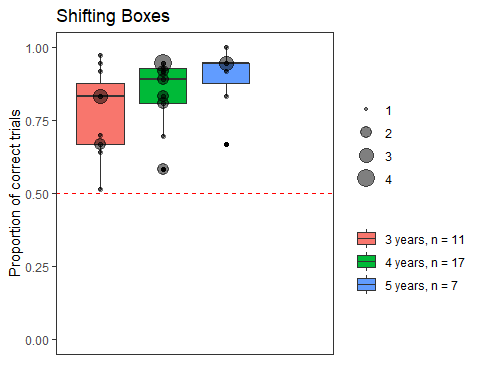 Shifting Boxes
Proportion of correct trials
1.00
0.75
0.50
0.25
0.00
1
2
3
4
3 years, n = 11
4 years, n = 17
5 years, n = 7